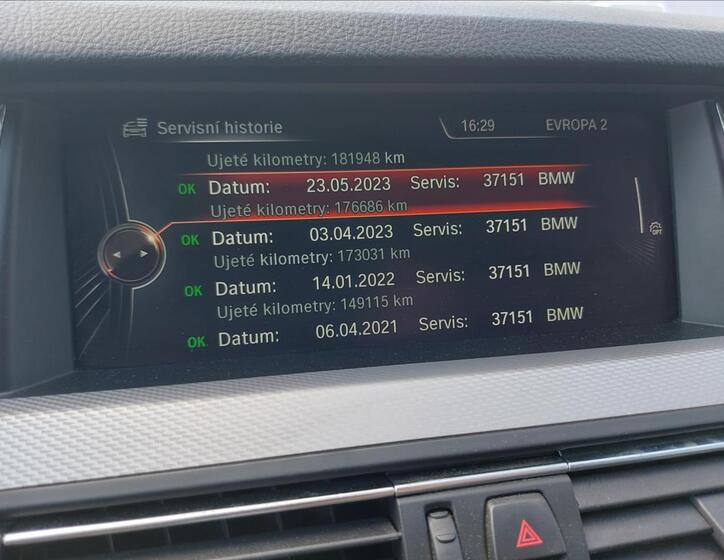 Servisní historie 16:29 EVROPA 2
Ujeté kilometry: 181948 km
OK Datum: 23.05.2023 Servis: 37151 BMW
Ujeté kilometry: 176686 km
OK Datum: 03.04.2023 Servis: 37151 BMW
Ujeté kilometry: 173031 km
OK Datum: 14.01.2022 Servis: 37151 BMW
Ujeté kilometry: 149115 km
OK Datum: 06.04.2021 Servis: 37151 BMW
OPT